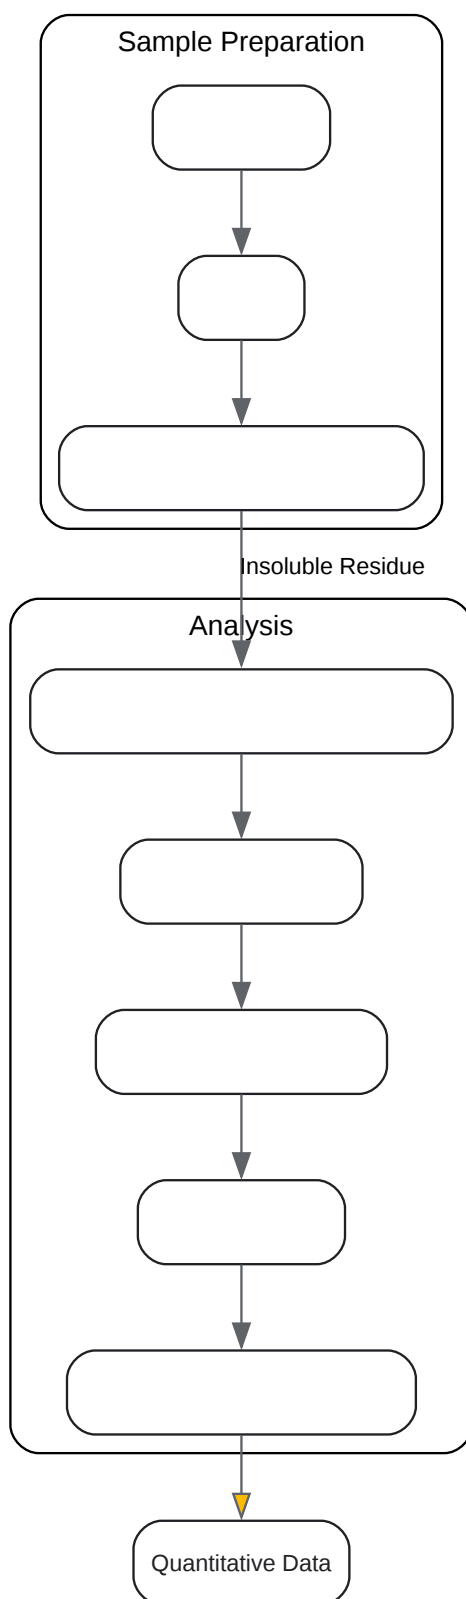 Sample Preparation
Insoluble Residue
Analysis
Quantitative Data